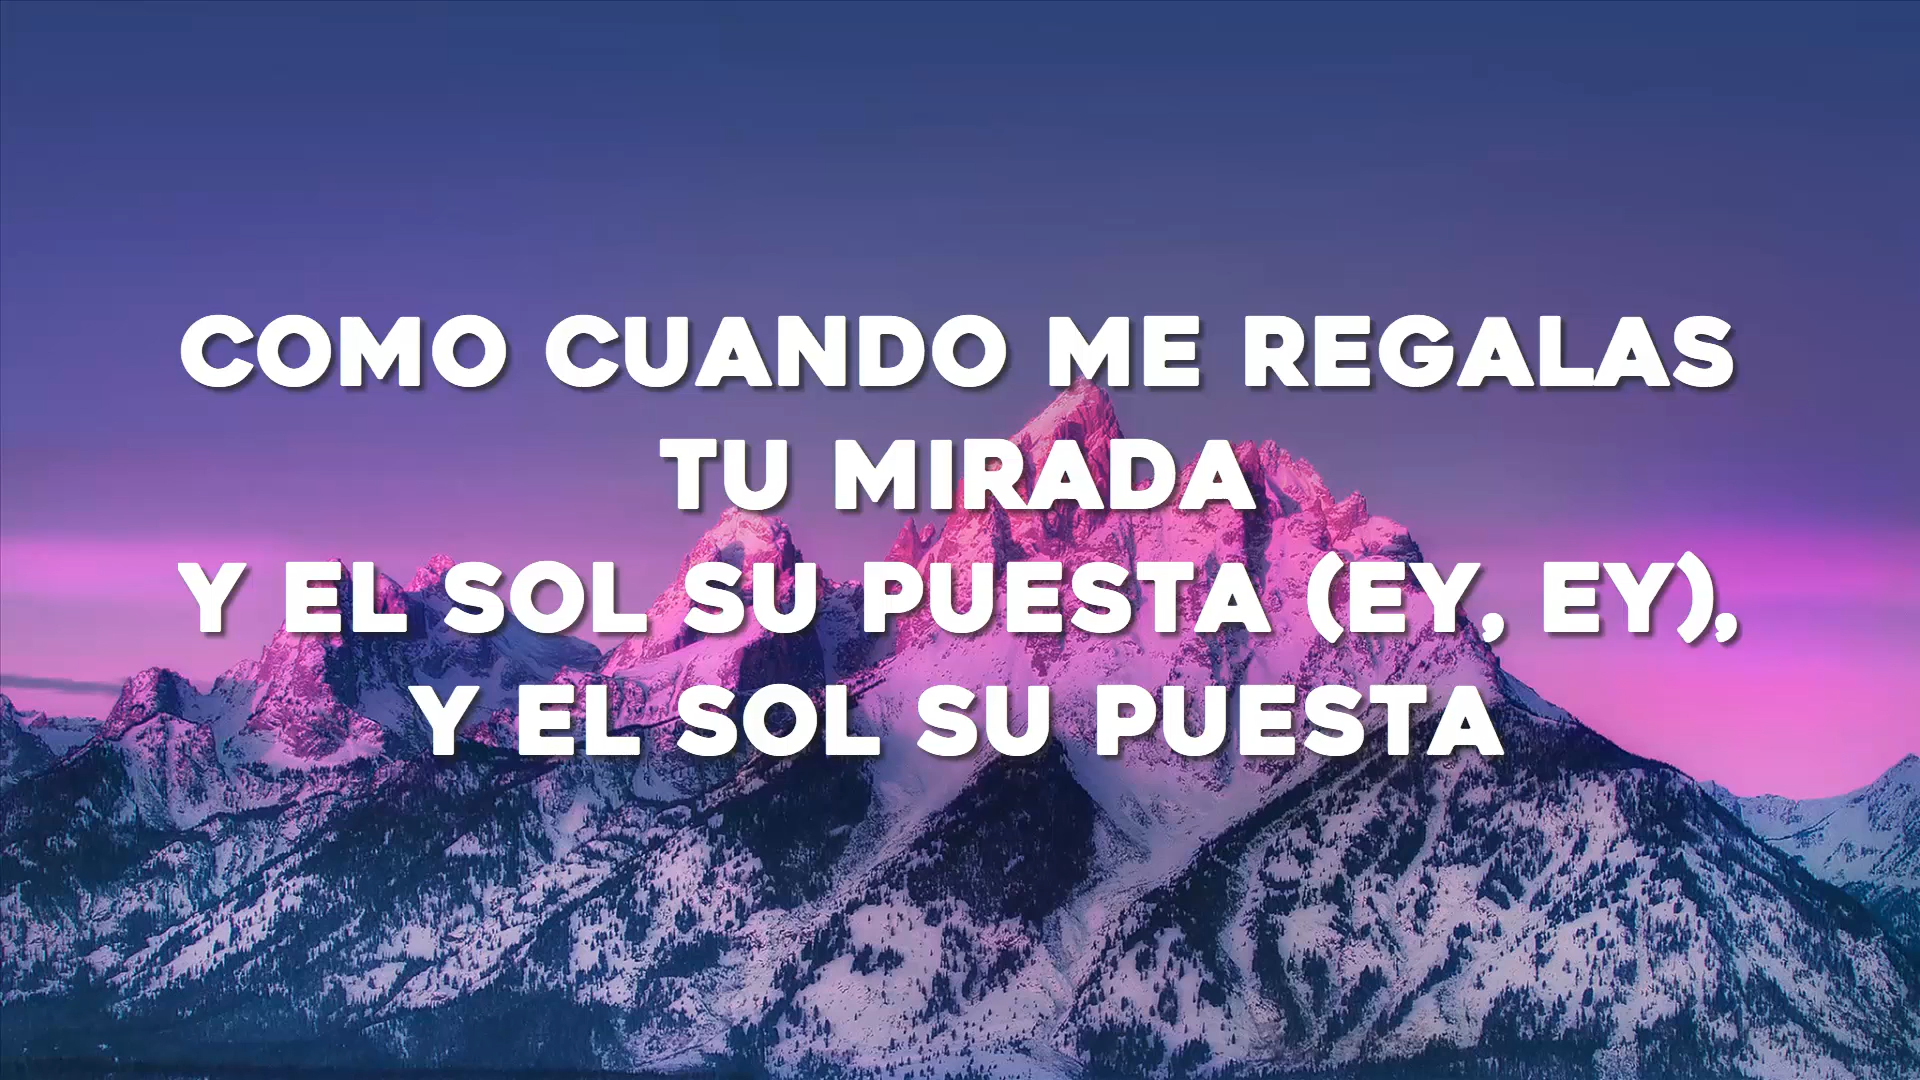 COMO CUANDO ME REGALAS
TU MIRADA
Y EL SOL SU PUESTA (EY, EY),
Y EL SOL SU PUESTA